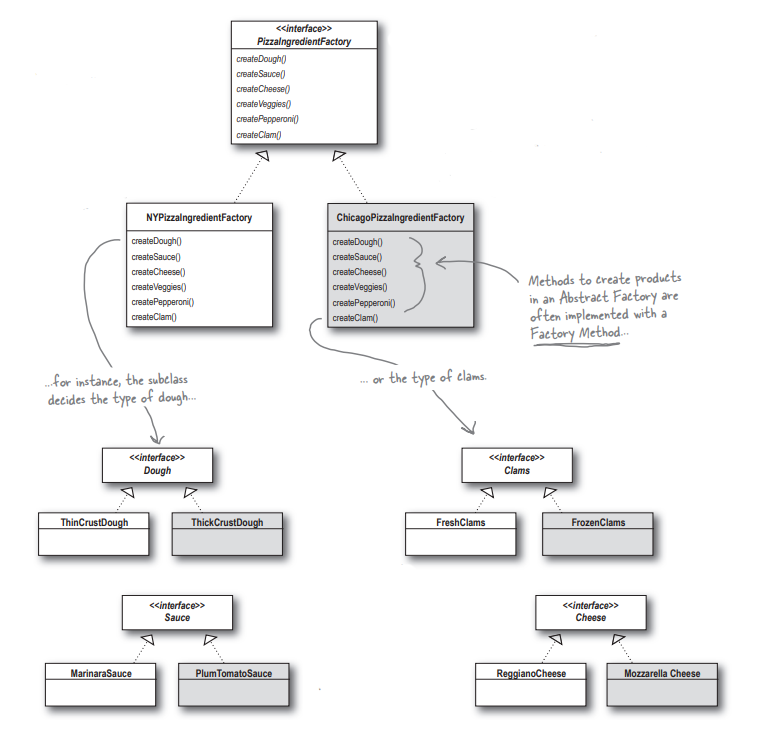 <<interface>>
PizzaIngredientFactory
createDough()
createSauce()
createCheese()
createVeggies()
createPepperoni()
createClam()
NYPizzaIngredientFactory
createDough()
createSauce()
createCheese()
createVeggies()
createPepperoni()
createClam()
ChicagoPizzaIngredientFactory
createDough()
createSauce()
createCheese()
createVeggies()
createPepperoni()
createClam()
Methods to create products
in an Abstract Factory are
often implemented with a
Factory Method...
...for instance, the subclass
decides the type of dough...
... or the type of clams.
<<interface>>
Dough
ThinCrustDough
ThickCrustDough
<<interface>>
Clams
FreshClams
FrozenClams
<<interface>>
Sauce
MarinaraSauce
PlumTomatoSauce
<<interface>>
Cheese
ReggianoCheese
Mozzarella Cheese